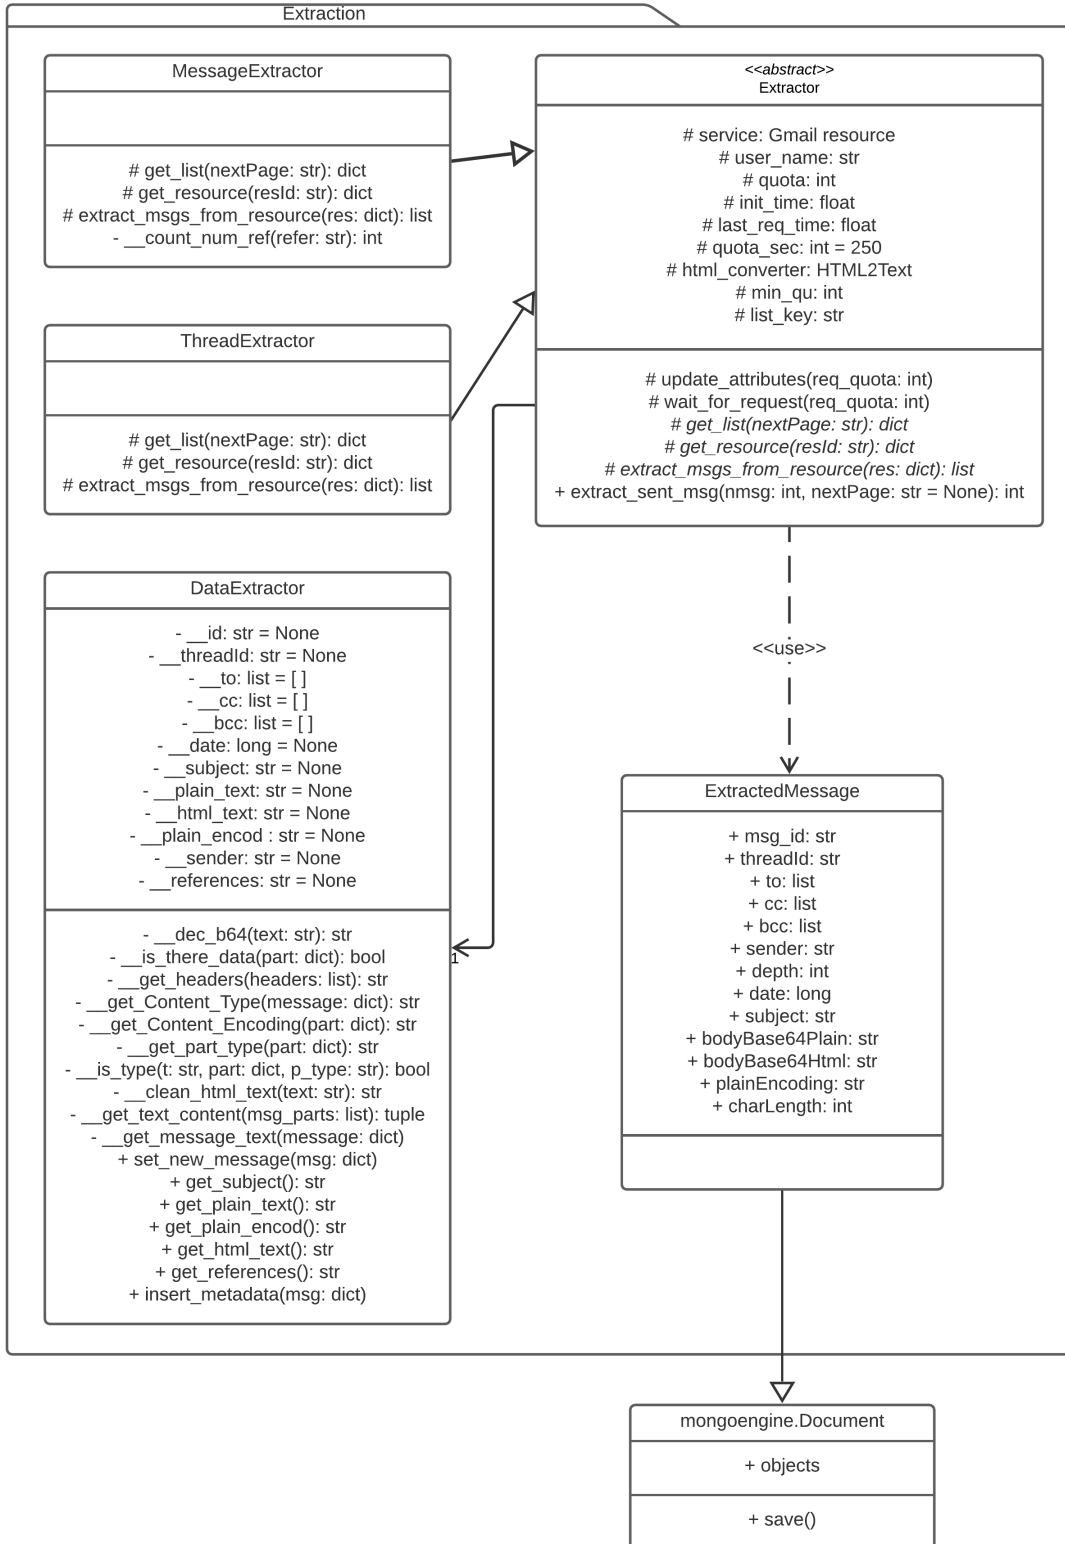 Extraction
MessageExtractor
# get_list(nextPage: str): dict
# get_resource(resId: str): dict
# extract_msgs_from_resource(res: dict): list
- __count_num_ref(refer: str): int
<<abstract>>
Extractor
# service: Gmail resource
# user_name: str
# quota: int
# init_time: float
# last_req_time: float
# quota_sec: int = 250
# html_converter: HTML2Text
# min_qu: int
# list_key: str
# update_attributes(req_quota: int)
# wait_for_request(req_quota: int)
# get_list(nextPage: str): dict
# get_resource(resId: str): dict
# extract_msgs_from_resource(res: dict): list
+ extract_sent_msg(nmsg: int, nextPage: str = None): int
ThreadExtractor
# get_list(nextPage: str): dict
# get_resource(resId: str): dict
# extract_msgs_from_resource(res: dict): list
DataExtractor
- __id: str = None
- __threadId: str = None
- __to: list = [ ]
- __cc: list = [ ]
- __bcc: list = [ ]
- __date: long = None
- __subject: str = None
- __plain_text: str = None
- __html_text: str = None
- __plain_encod : str = None
- __sender: str = None
- __references: str = None
- __dec_b64(text: str): str
- __is_there_data(part: dict): bool
- __get_headers(headers: list): str
- __get_Content_Type(message: dict): str
- __get_Content_Encoding(part: dict): str
- __get_part_type(part: dict): str
- __is_type(t: str, part: dict, p_type: str): bool
- __clean_html_text(text: str): str
- __get_text_content(msg_parts: list): tuple
- __get_message_text(message: dict)
+ set_new_message(msg: dict)
+ get_subject(): str
+ get_plain_text(): str
+ get_plain_encod(): str
+ get_html_text(): str
+ get_references(): str
+ insert_metadata(msg: dict)
1
<<use>>
ExtractedMessage
+ msg_id: str
+ threadId: str
+ to: list
+ cc: list
+ bcc: list
+ sender: str
+ depth: int
+ date: long
+ subject: str
+ bodyBase64Plain: str
+ bodyBase64Html: str
+ plainEncoding: str
+ charLength: int
mongoengine.Document
+ objects
+ save()